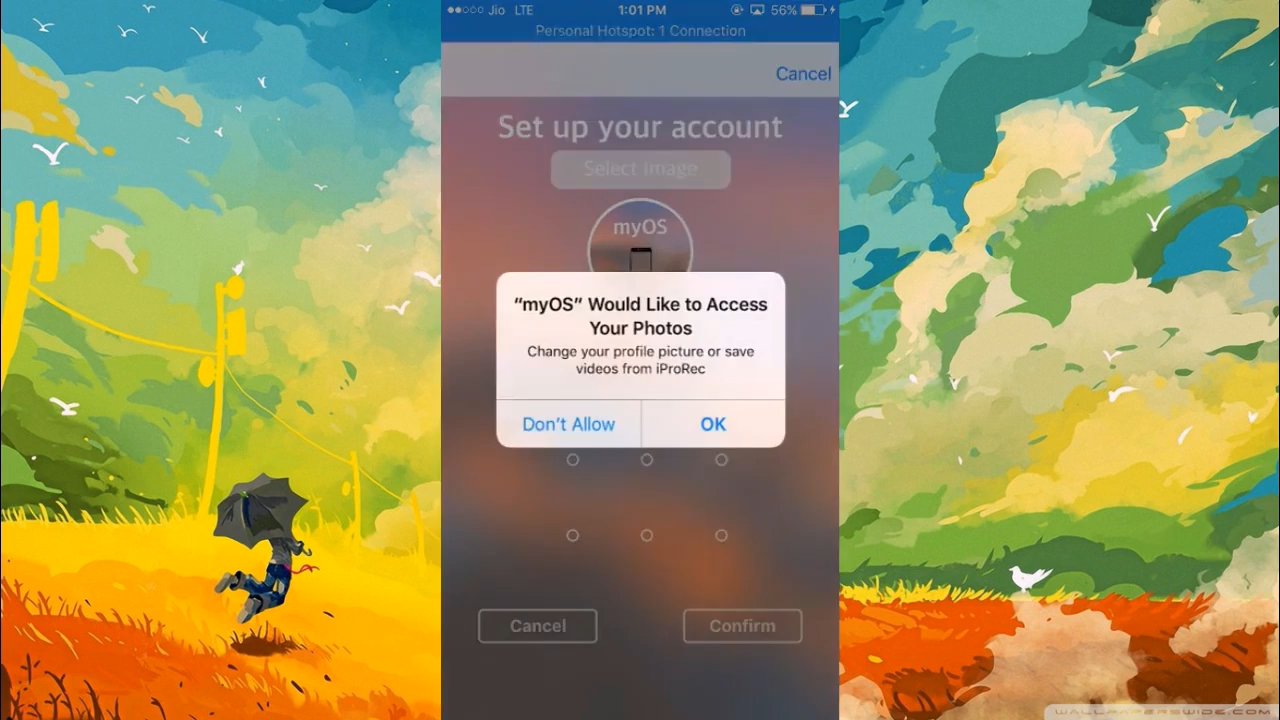 Jio LTE 1:01 PM 56%
Personal Hotspot: 1 Connection
Cancel
Set up your account
Select Image
myOS
“myOS” Would Like to Access
Your Photos
Change your profile picture or save
videos from iProRec
Don’t Allow OK
Cancel Confirm
WALLPAPERSWIDE.COM